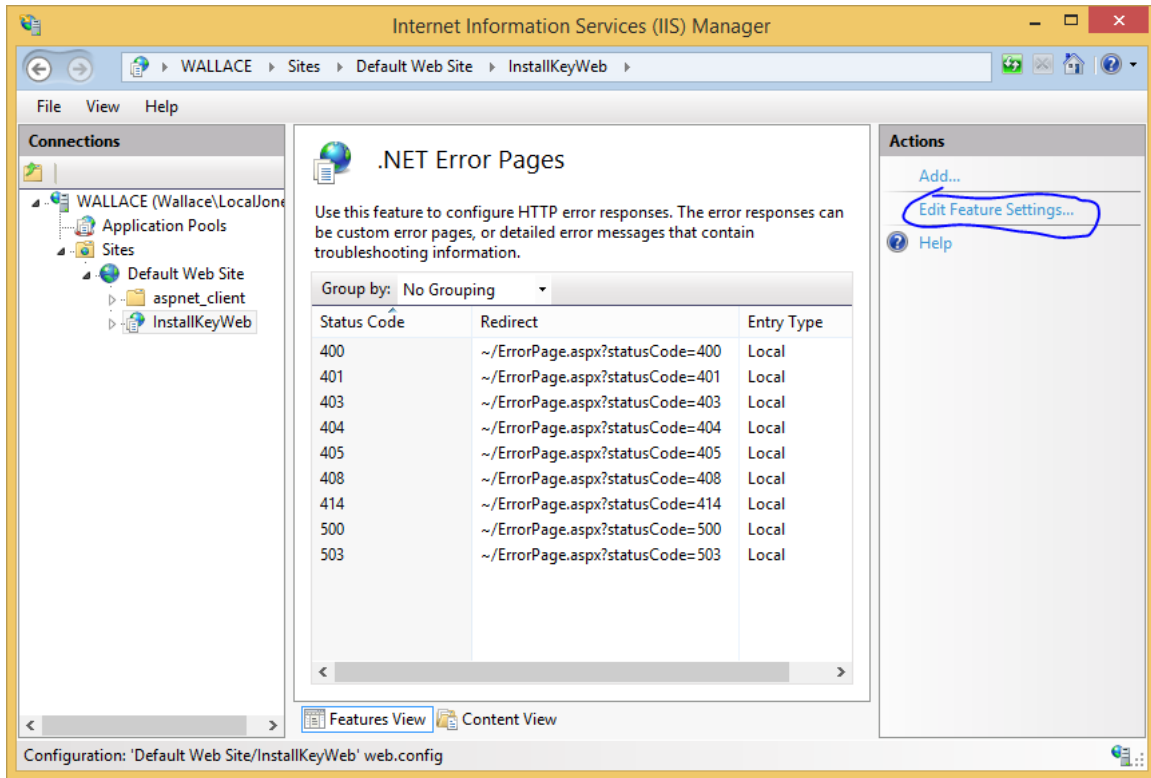 Internet Information Services (IIS) Manager
WALLACE Sites Default Web Site InstallKeyWeb
File View Help
Connections
WALLACE (Wallace\LocalJone
Application Pools
Sites
Default Web Site
aspnet_client
InstallKeyWeb
.NET Error Pages
Use this feature to configure HTTP error responses. The error responses can
be custom error pages, or detailed error messages that contain
troubleshooting information.
Group by: No Grouping
Status Code Redirect Entry Type
400 ~/ErrorPage.aspx?statusCode=400 Local
401 ~/ErrorPage.aspx?statusCode=401 Local
403 ~/ErrorPage.aspx?statusCode=403 Local
404 ~/ErrorPage.aspx?statusCode=404 Local
405 ~/ErrorPage.aspx?statusCode=405 Local
408 ~/ErrorPage.aspx?statusCode=408 Local
414 ~/ErrorPage.aspx?statusCode=414 Local
500 ~/ErrorPage.aspx?statusCode=500 Local
503 ~/ErrorPage.aspx?statusCode=503 Local
Features View Content View
Actions
Add...
Edit Feature Settings...
Help
Configuration: 'Default Web Site/InstallKeyWeb' web.config